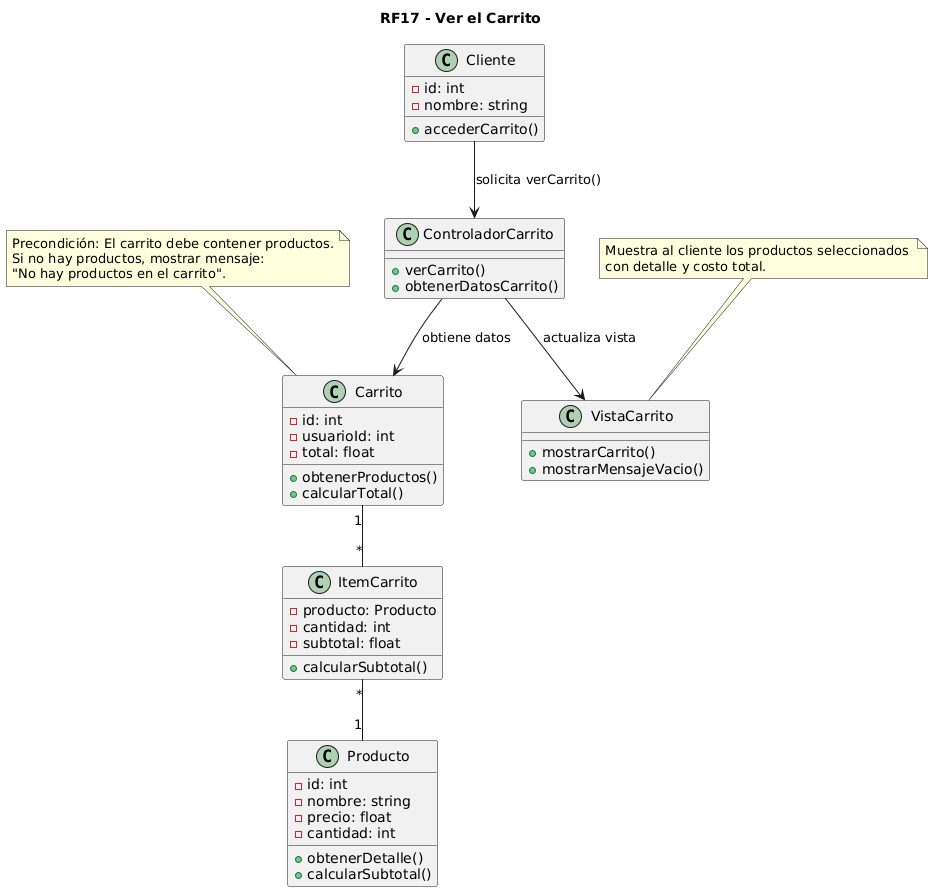 RF17 - Ver el Carrito
C Cliente
id: int
nombre: string
accederCarrito()
solicita verCarrito()
C ControladorCarrito
verCarrito()
obtenerDatosCarrito()
Precondición: El carrito debe contener productos.
Si no hay productos, mostrar mensaje:
"No hay productos en el carrito".
Muestra al cliente los productos seleccionados
con detalle y costo total.
obtiene datos
actualiza vista
C Carrito
id: int
usuarioId: int
total: float
obtenerProductos()
calcularTotal()
C VistaCarrito
mostrarCarrito()
mostrarMensajeVacio()
1
*
C ItemCarrito
producto: Producto
cantidad: int
subtotal: float
calcularSubtotal()
*
1
C Producto
id: int
nombre: string
precio: float
cantidad: int
obtenerDetalle()
calcularSubtotal()